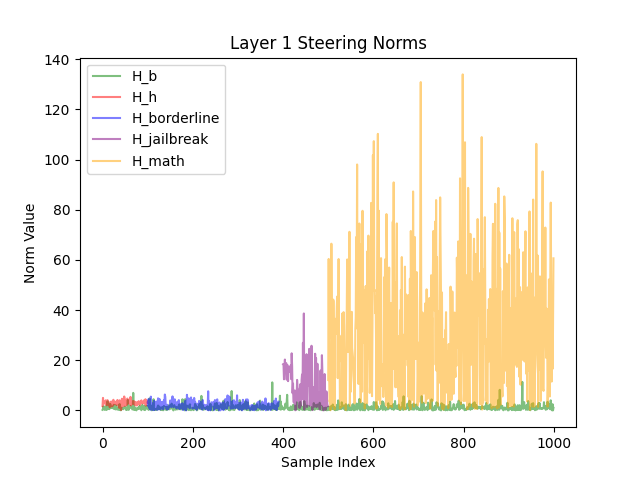 Layer 1 Steering Norms
H_b
H_h
H_borderline
H_jailbreak
H_math
140
120
100
80
60
40
20
0
Norm Value
0 200 400 600 800 1000
Sample Index